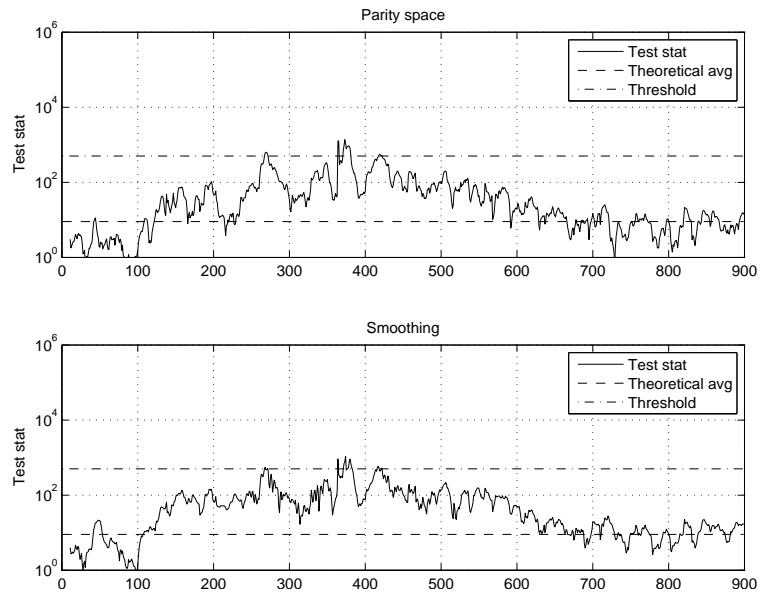 Parity space
10^6
10^4
10^2
10^0
Test stat
Test stat
Theoretical avg
Threshold
0 100 200 300 400 500 600 700 800 900
Smoothing
10^6
10^4
10^2
10^0
Test stat
Test stat
Theoretical avg
Threshold
0 100 200 300 400 500 600 700 800 900